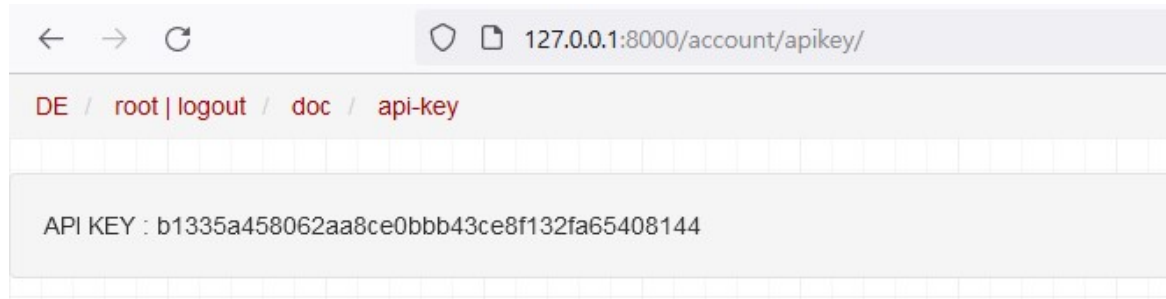 127.0.0.1:8000/account/apikey/
DE / root | logout / doc / api-key
API KEY : b1335a458062aa8ce0bbb43ce8f132fa65408144